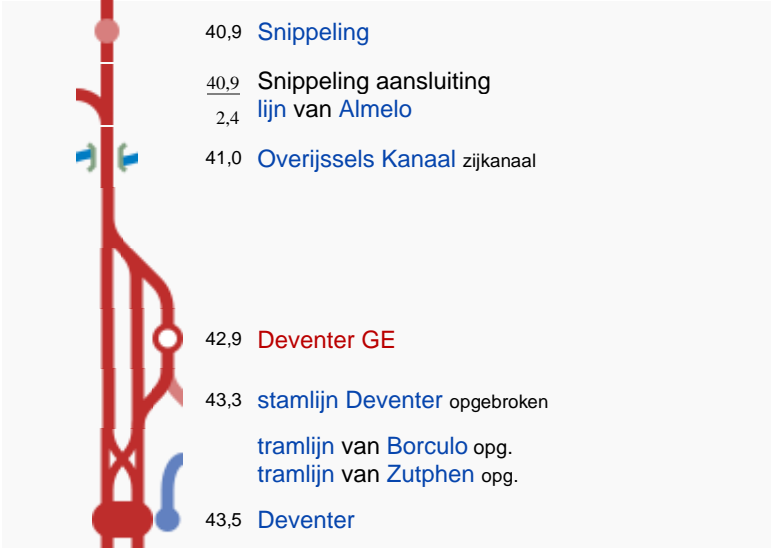 40,9 Snippeling
40,9 Snippeling aansluiting
2,4 lijn van Almelo
41,0 Overijssels Kanaal zijkanaal
42,9 Deventer GE
43,3 stamlijn Deventer opgebroken
tramlijn van Borculo opg.
tramlijn van Zutphen opg.
43,5 Deventer